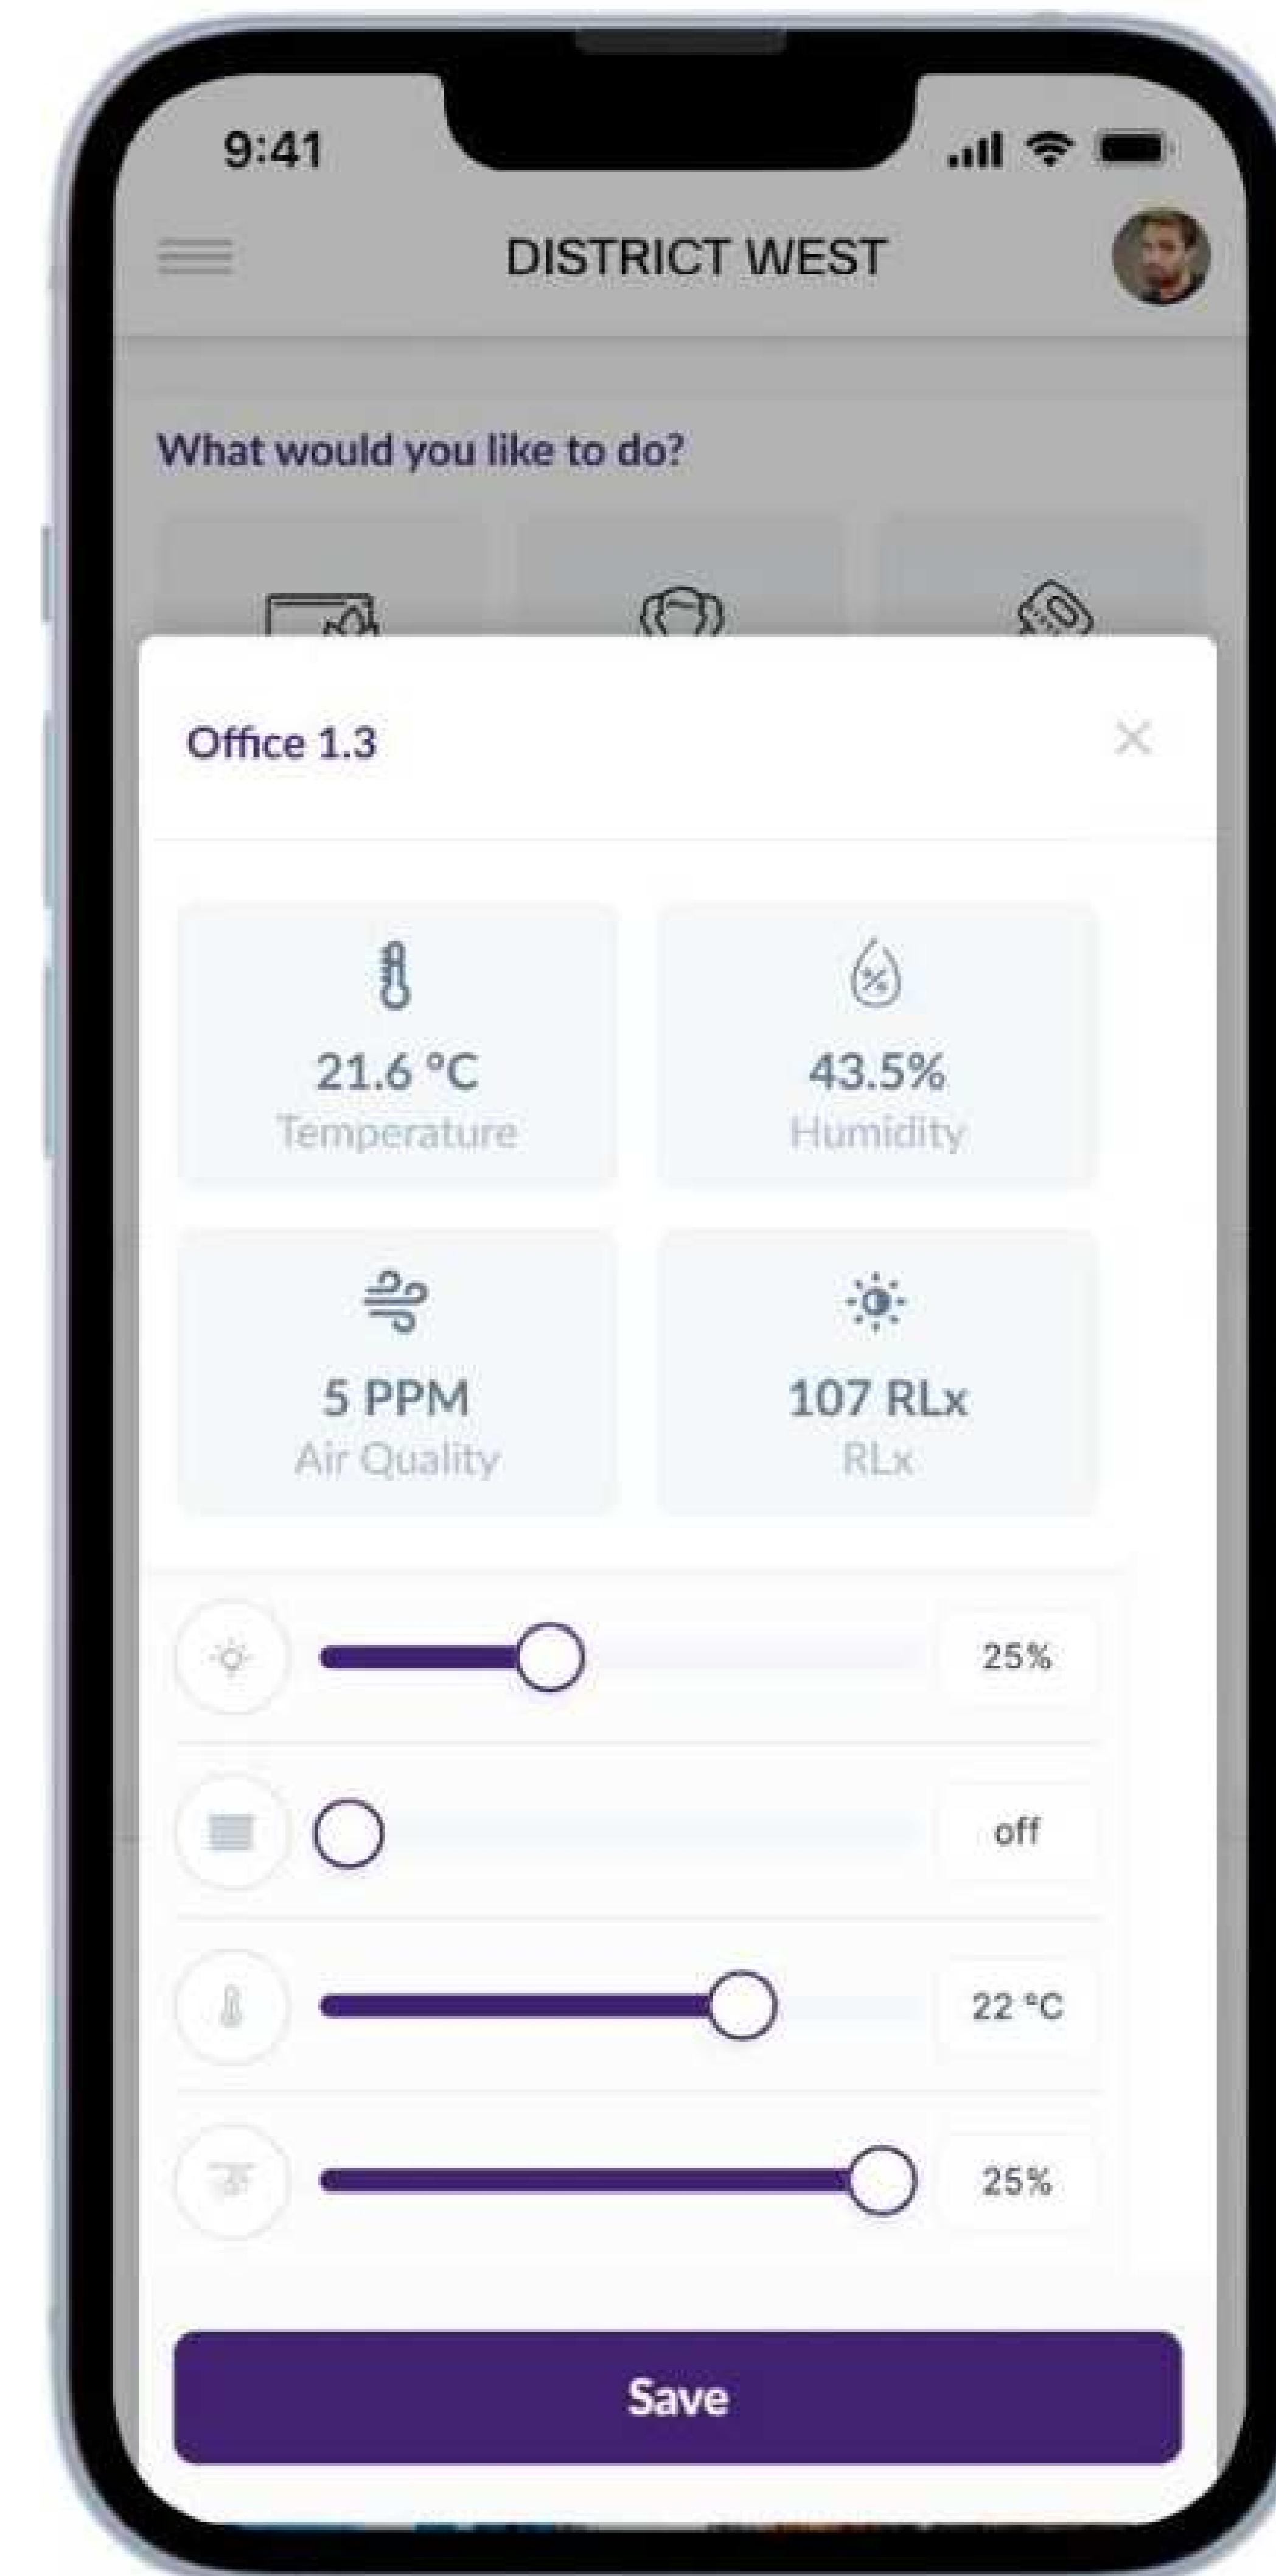 9:41
DISTRICT WEST
What would you like to do?
Office 1.3
21.6 °C
Temperature
43.5%
Humidity
5 PPM
Air Quality
107 RLx
RLx
25%
off
22 °C
25%
Save